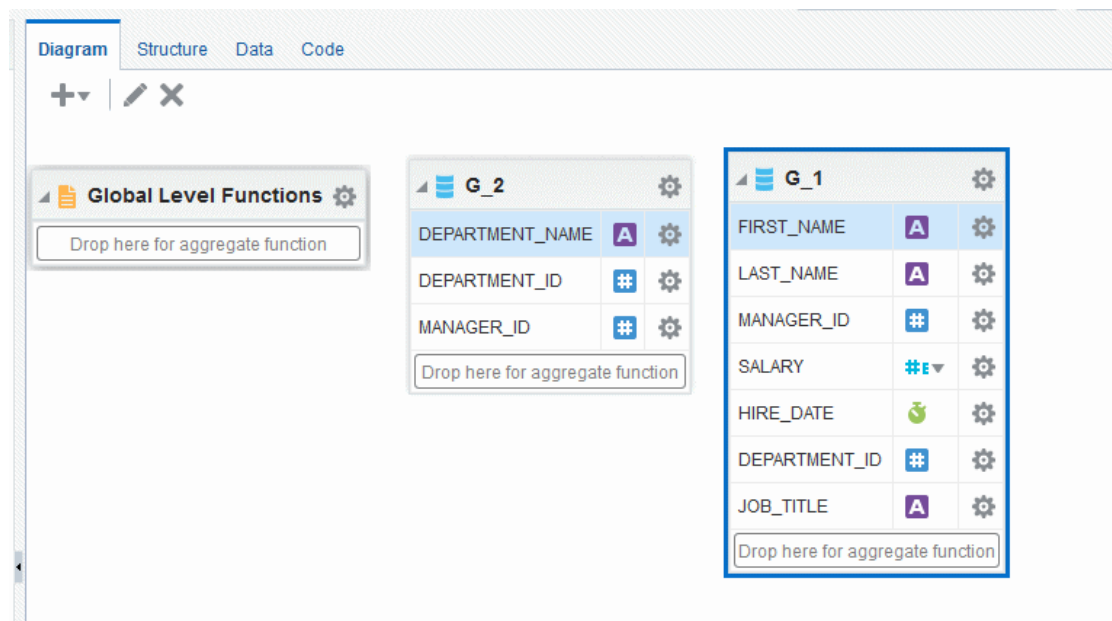 Diagram Structure Data Code
Global Level Functions
Drop here for aggregate function
G_2
DEPARTMENT_NAME A
DEPARTMENT_ID #
MANAGER_ID #
Drop here for aggregate function
G_1
FIRST_NAME A
LAST_NAME A
MANAGER_ID #
SALARY #E
HIRE_DATE
DEPARTMENT_ID #
JOB_TITLE A
Drop here for aggregate function